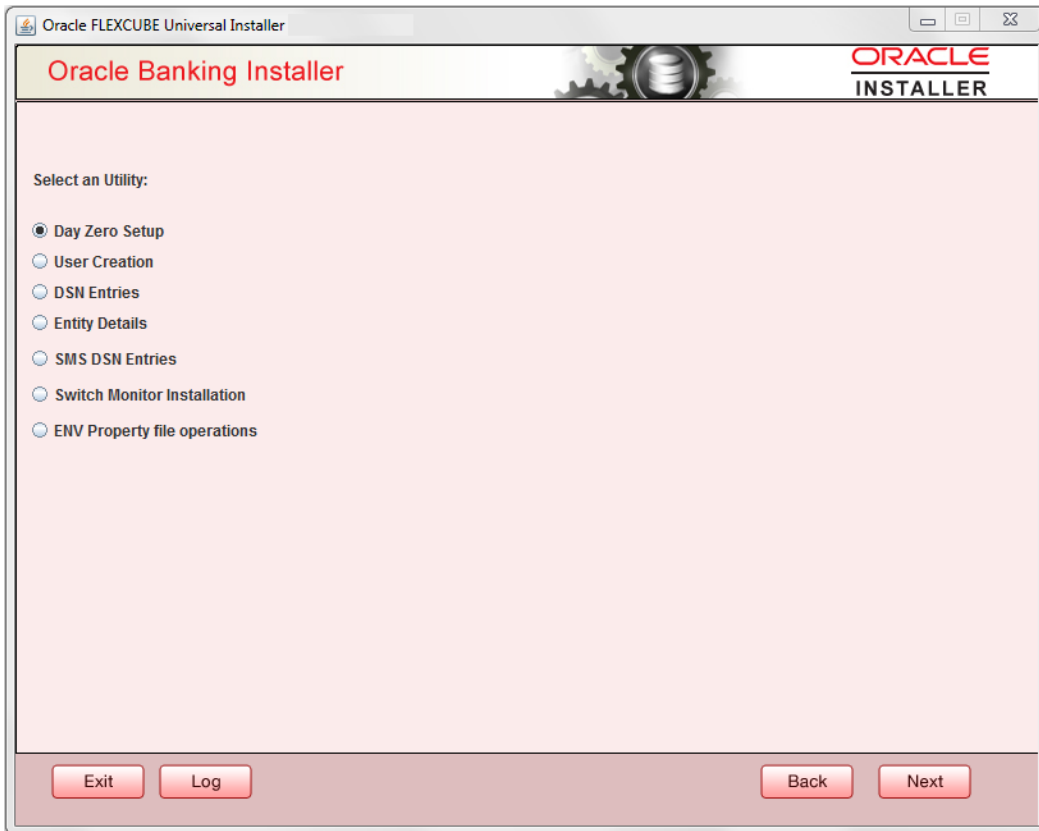 Oracle FLEXCUBE Universal Installer
Oracle Banking Installer
ORACLE
INSTALLER
Select an Utility:
Day Zero Setup
User Creation
DSN Entries
Entity Details
SMS DSN Entries
Switch Monitor Installation
ENV Property file operations
Exit Log Back Next